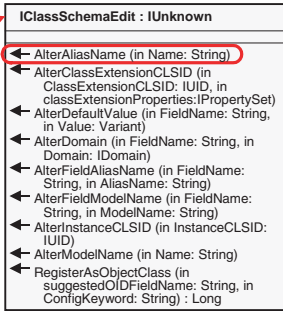 IClassSchemaEdit : IUnknown
AlterAliasName (in Name: String)
AlterClassExtensionCLSID (in
ClassExtensionCLSID: IUID, in
classExtensionProperties:IPropertySet)
AlterDefaultValue (in FieldName: String,
in Value: Variant)
AlterDomain (in FieldName: String, in
Domain: IDomain)
AlterFieldAliasName (in FieldName:
String, in AliasName: String)
AlterFieldModelName (in FieldName:
String, in ModelName: String)
AlterInstanceCLSID (in InstanceCLSID:
IUID)
AlterModelName (in Name: String)
RegisterAsObjectClass (in
suggestedOIDFieldName: String, in
ConfigKeyword: String) : Long